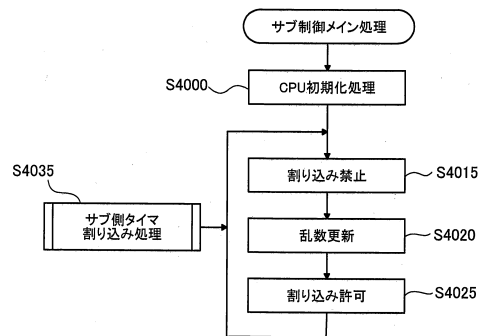 サブ制御メイン処理
S4000
CPU初期化処理
S4035
割り込み禁止
S4015
サブ側タイマ
割り込み処理
乱数更新
S4020
割り込み許可
S4025